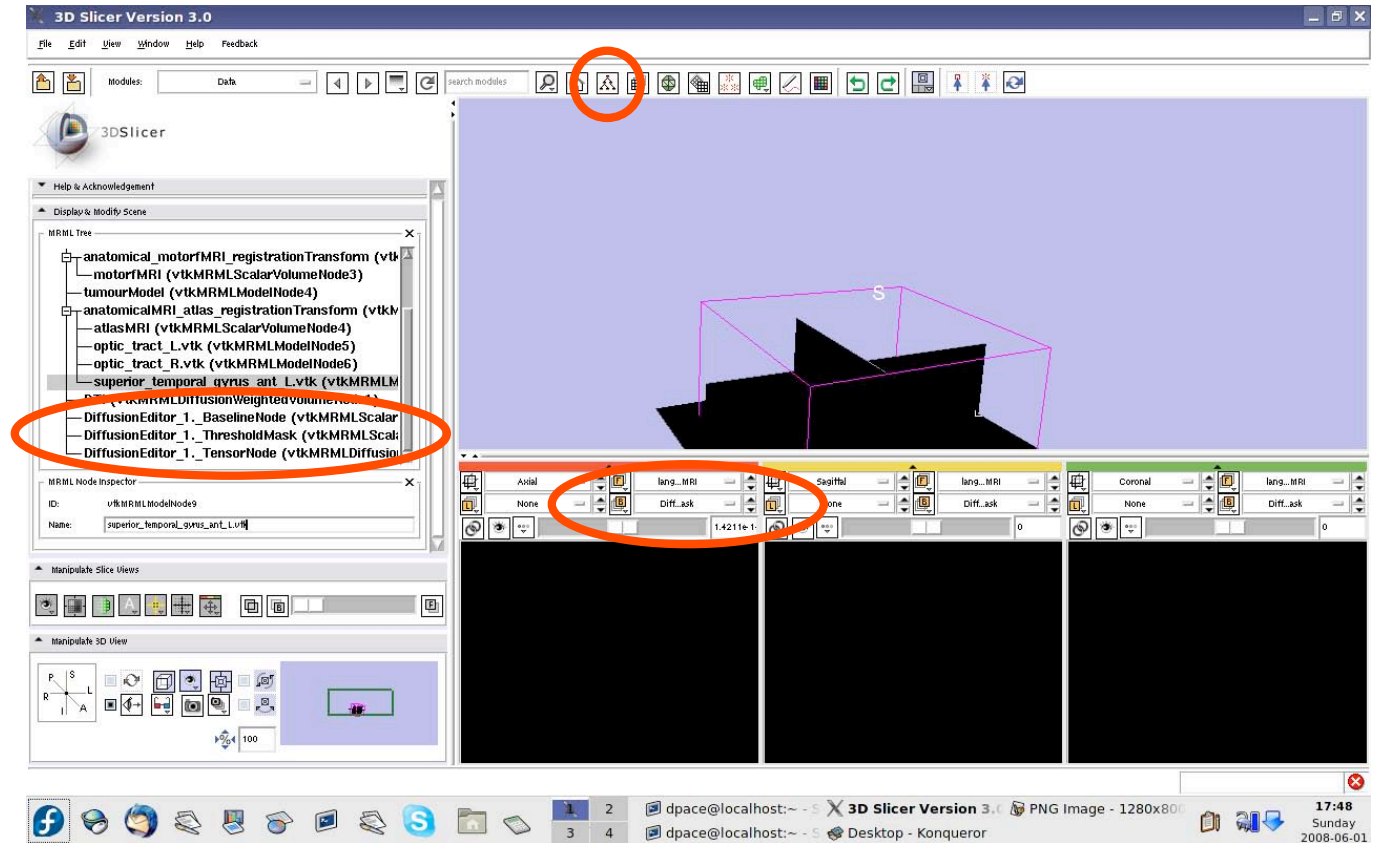 3D Slicer Version 3.0
File Edit View Window Help Feedback
Modules: Data search modules
3DSlicer
Help & Acknowledgement
Display & Modify Scene
MRML Tree
anatomical_motorfMRI_registrationTransform (vtk
motorfMRI (vtkMRMLScalarVolumeNode3)
tumourModel (vtkMRMLModelNode4)
anatomicalMRI_atlas_registrationTransform (vtkM
atlasMRI (vtkMRMLScalarVolumeNode4)
optic_tract_L.vtk (vtkMRMLModelNode5)
optic_tract_R.vtk (vtkMRMLModelNode6)
superior_temporal_gyrus_ant_L.vtk (vtkMRMLM
DiffusionEditor_1._BaselineNode (vtkMRMLScalar
DiffusionEditor_1._ThresholdMask (vtkMRMLScala
DiffusionEditor_1._TensorNode (vtkMRMLDiffusion
MRML Node Inspector
ID: vtkMRMLModelNode9
Name: superior_temporal_gyrus_ant_L.vtk
Manipulate Slice Views
B F
Manipulate 3D View
P S L R I A
% 100
S
L
Axial F lang...MRI Sagittal F lang...MRI Coronal F lang...MRI
L None B Diff...ask L None B Diff...ask L None B Diff...ask
1.4211e-1 0 0
1 2 dpace@localhost:~ - S 3D Slicer Version 3. PNG Image - 1280x800 17:48
3 4 dpace@localhost:~ - S Desktop - Konqueror Sunday
2008-06-01